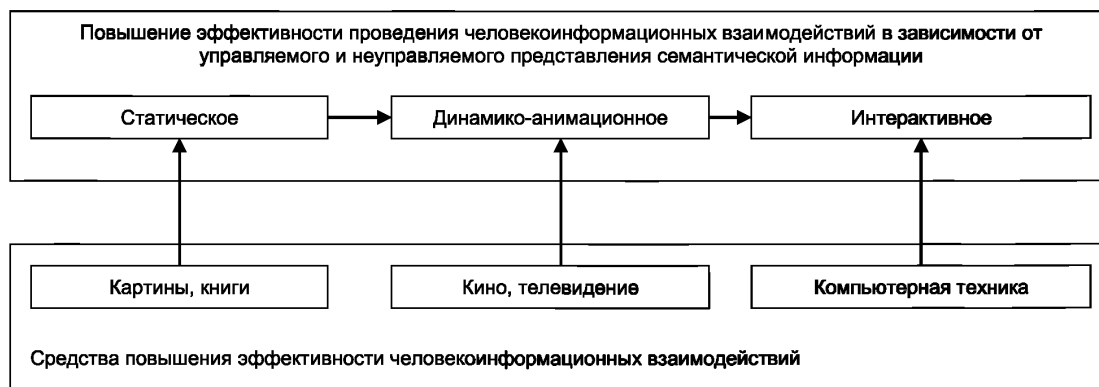 Повышение эффективности проведения человекоинформационных взаимодействий в зависимости от
управляемого и неуправляемого представления семантической информации
Статическое
Динамико-анимационное
Интерактивное
Картины, книги
Кино, телевидение
Компьютерная техника
Средства повышения эффективности человекоинформационных взаимодействий